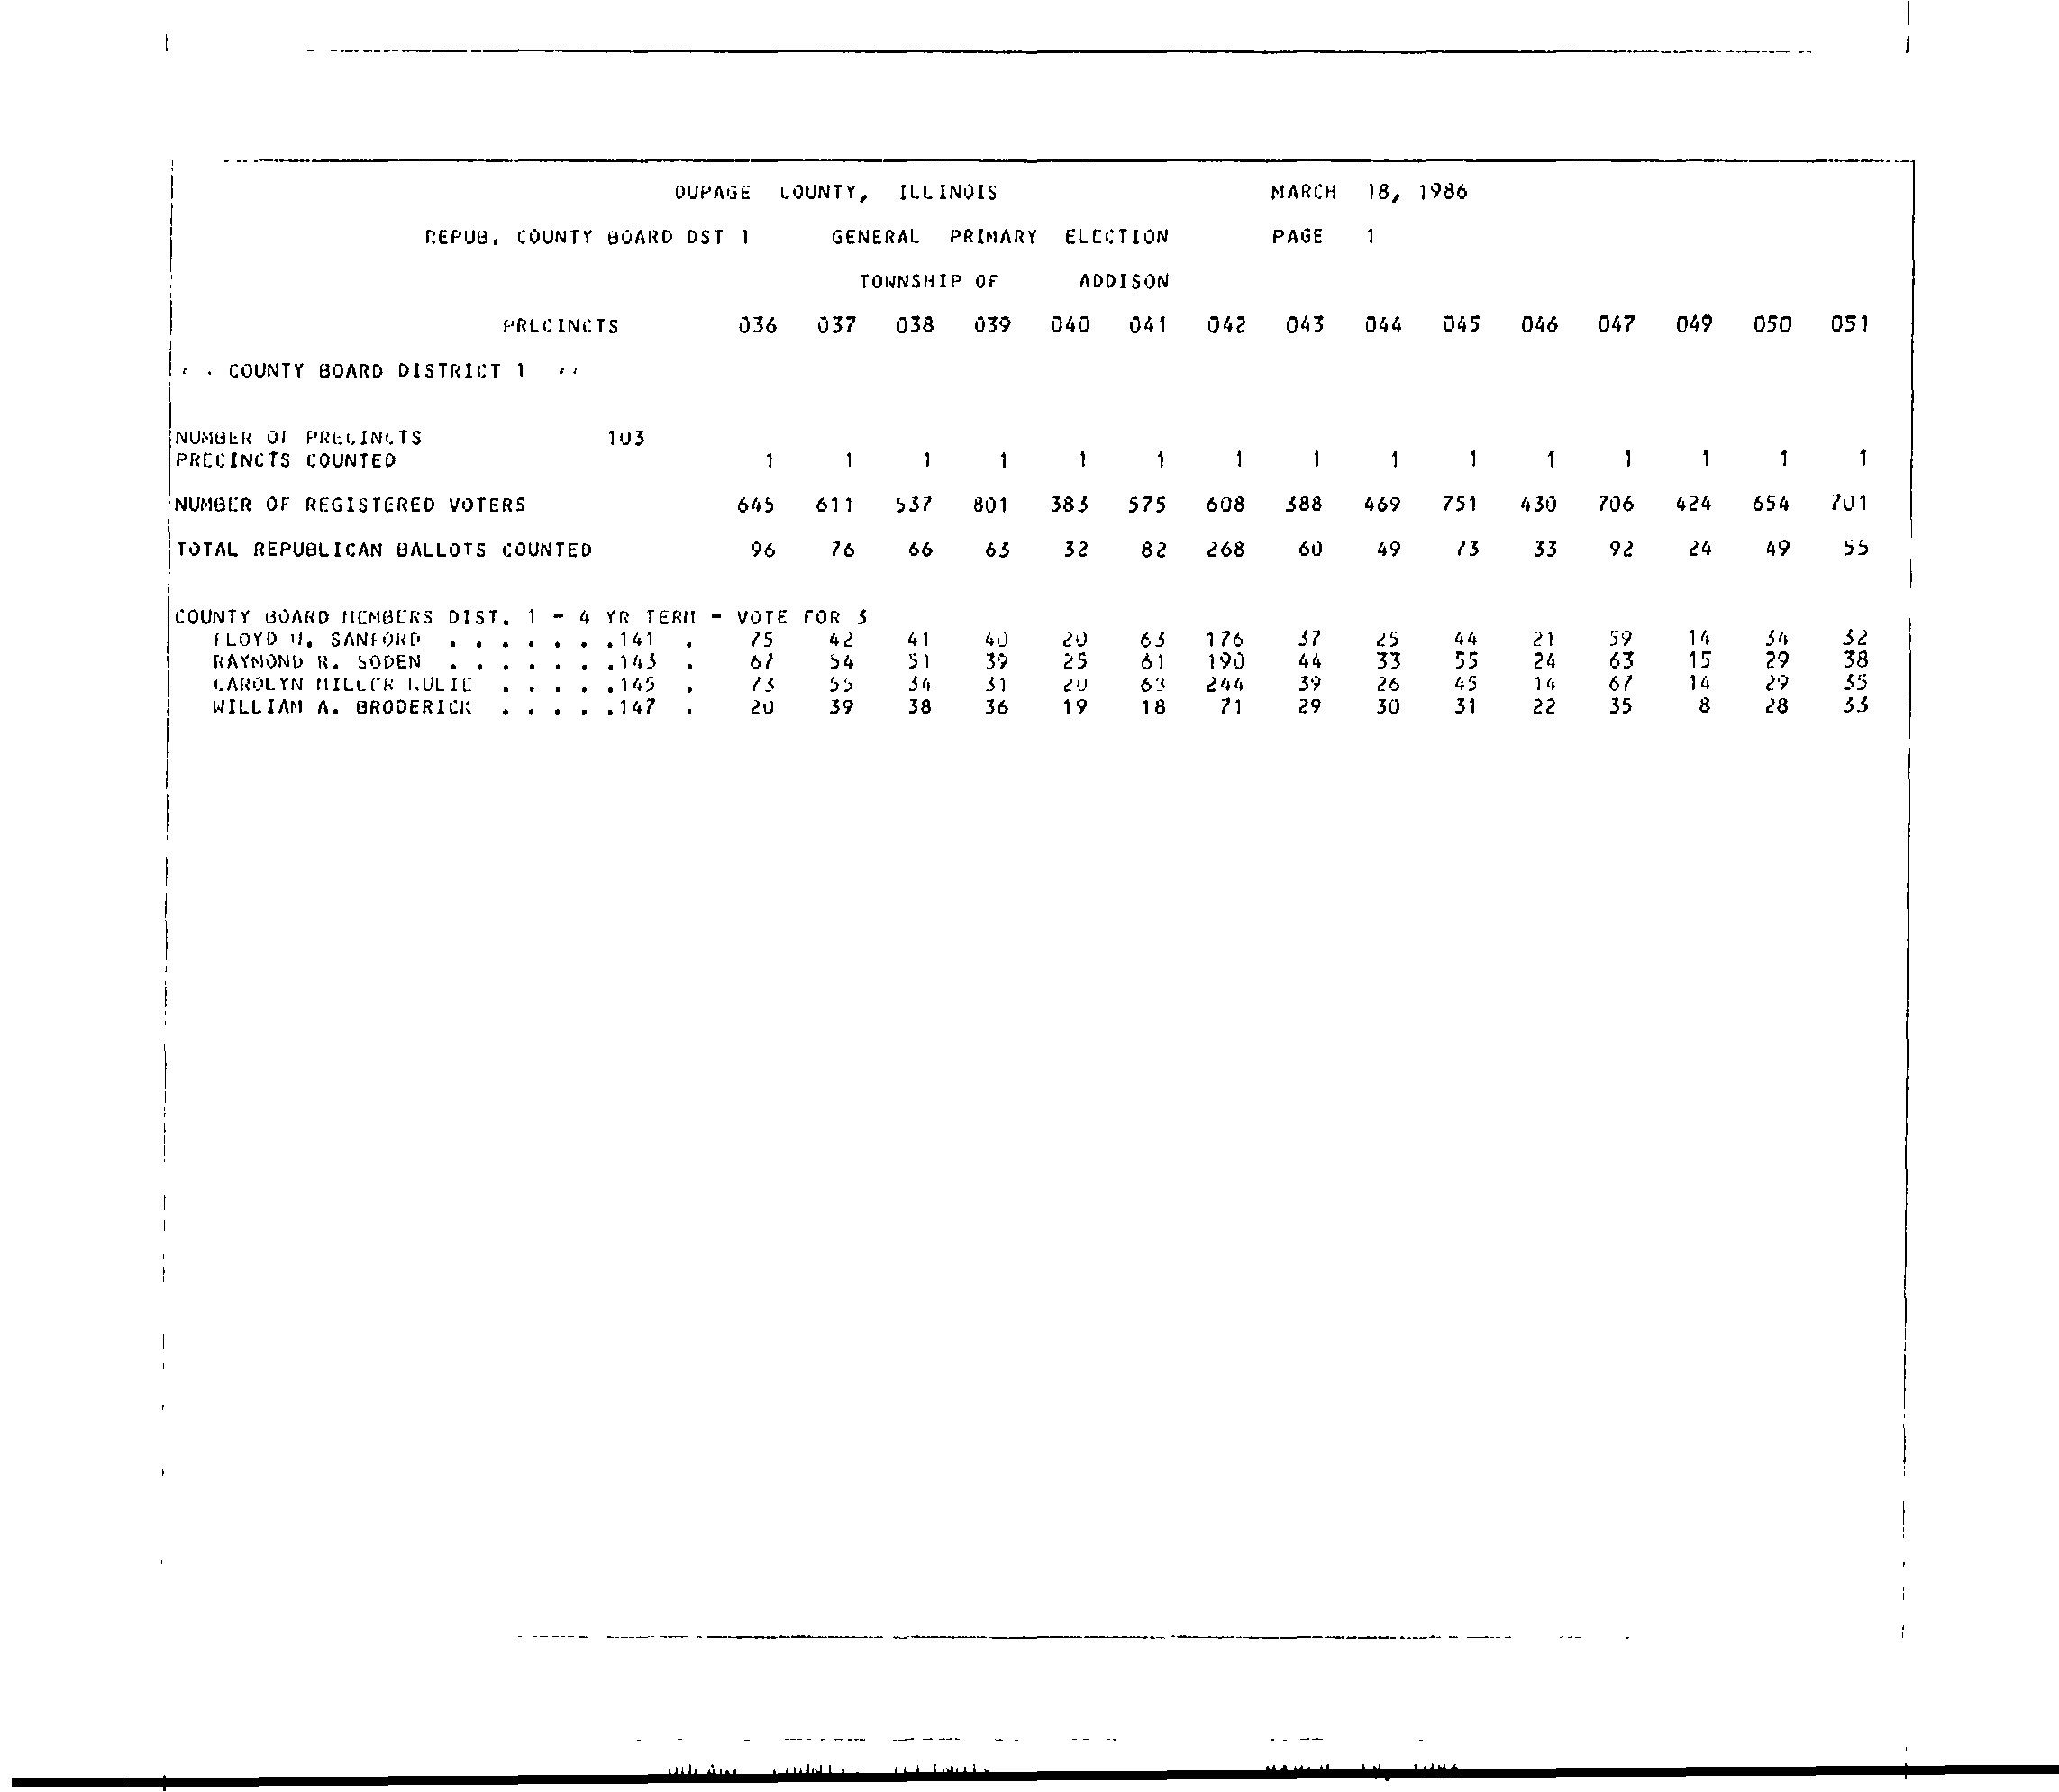 DUPAGE COUNTY, ILLINOIS MARCH 18, 1986
REPUB. COUNTY BOARD DST 1 GENERAL PRIMARY ELECTION PAGE 1
TOWNSHIP OF ADDISON
PRECINCTS 036 037 038 039 040 041 042 043 044 045 046 047 049 050 051
COUNTY BOARD DISTRICT 1
NUMBER OF PRECINCTS 103
PRECINCTS COUNTED 1 1 1 1 1 1 1 1 1 1 1 1 1 1 1
NUMBER OF REGISTERED VOTERS 645 611 537 801 383 575 608 388 469 751 430 706 424 654 701
TOTAL REPUBLICAN BALLOTS COUNTED 96 76 66 63 32 82 268 60 49 73 33 92 24 49 55
COUNTY BOARD MEMBERS DIST. 1 - 4 YR TERM - VOTE FOR 3
FLOYD SANFORD . . . . . . .141 . 75 42 41 40 20 63 176 37 25 44 21 59 14 34 32
RAYMOND R. SODEN . . . . . . .143 . 67 54 51 39 25 61 190 44 33 55 24 63 15 29 38
CAROLYN MILLER . . . . .145 . 73 55 34 31 20 63 244 39 26 45 14 67 14 29 35
WILLIAM A. BRODERICK . . . . .147 . 20 39 38 36 19 18 71 29 30 31 22 35 8 28 33